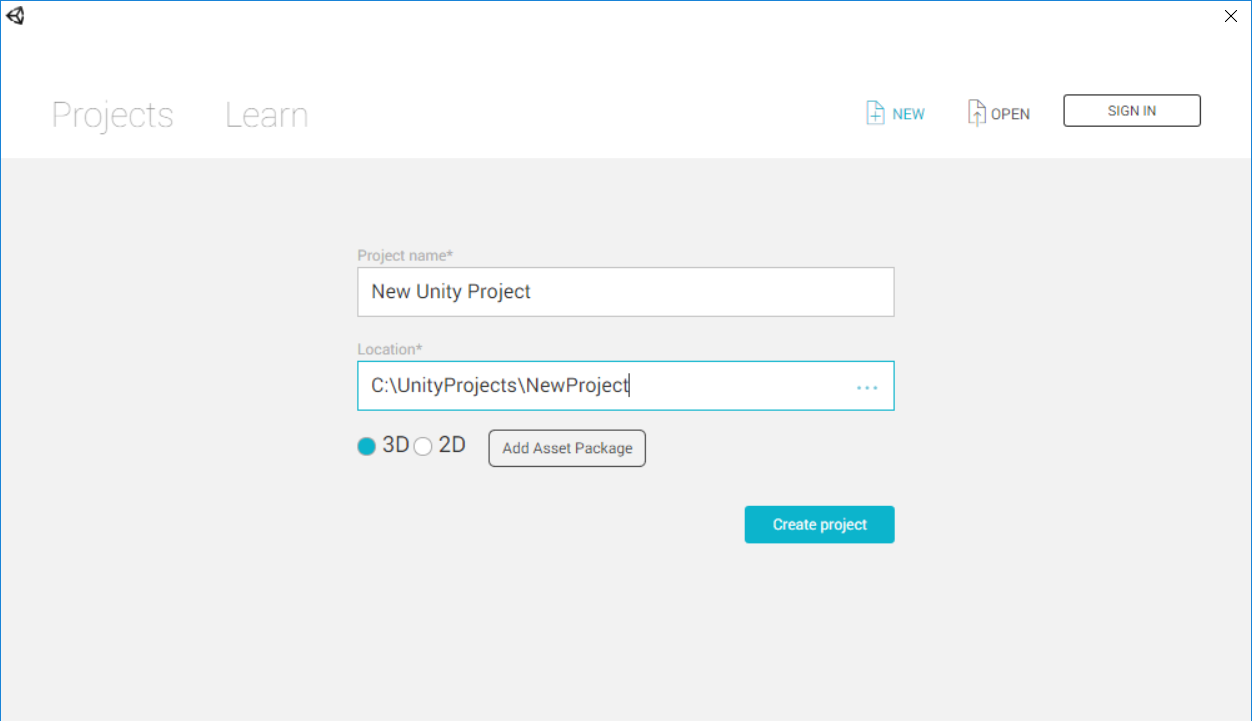 Projects Learn NEW OPEN SIGN IN
Project name*
New Unity Project
Location*
C:\UnityProjects\NewProject ...
3D 2D Add Asset Package
Create project